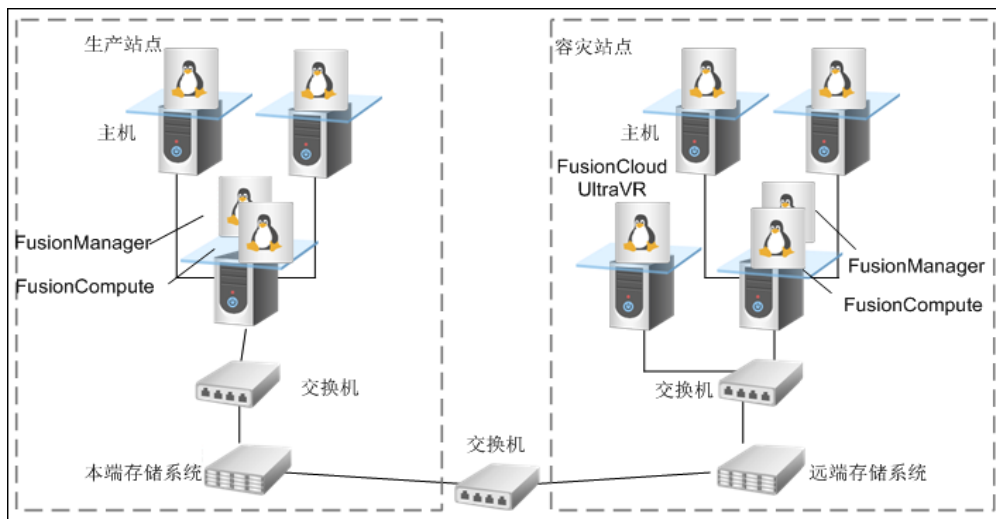 生产站点
主机
FusionManager
FusionCompute
交换机
本端存储系统
交换机
容灾站点
主机
FusionCloud
UltraVR
FusionManager
FusionCompute
交换机
远端存储系统